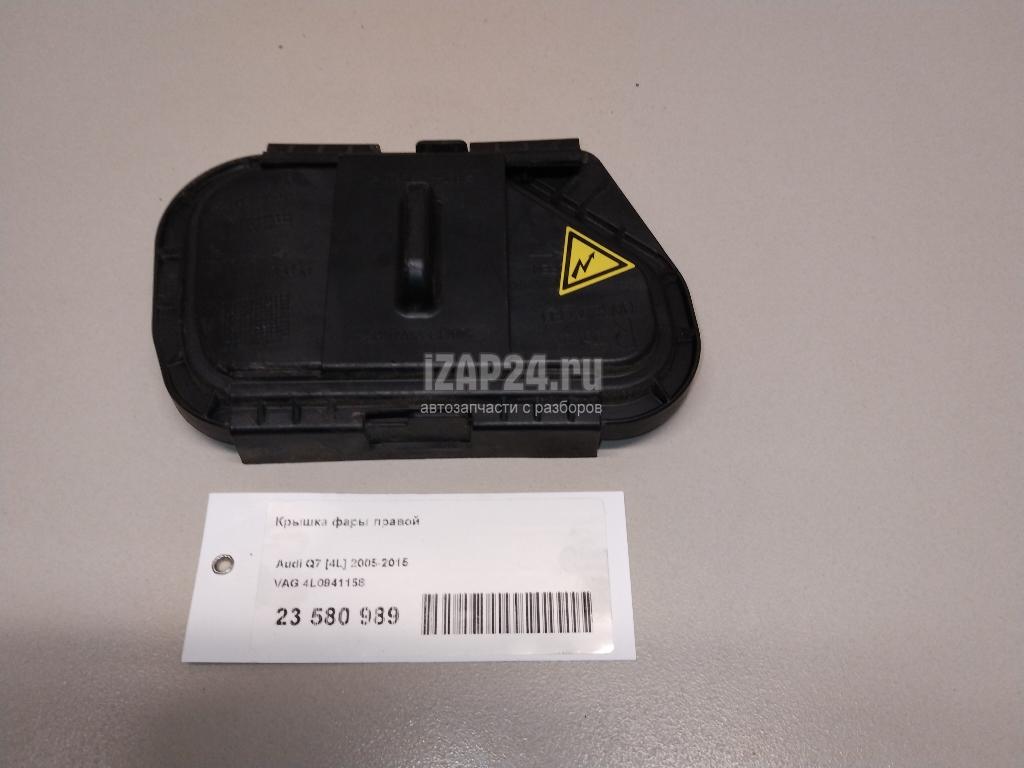 iZAP24.ru
автозапчасти с разборов
Крышка фары правой
Audi Q7 [4L] 2005-2015
VAG 4L0941158
23 580 989